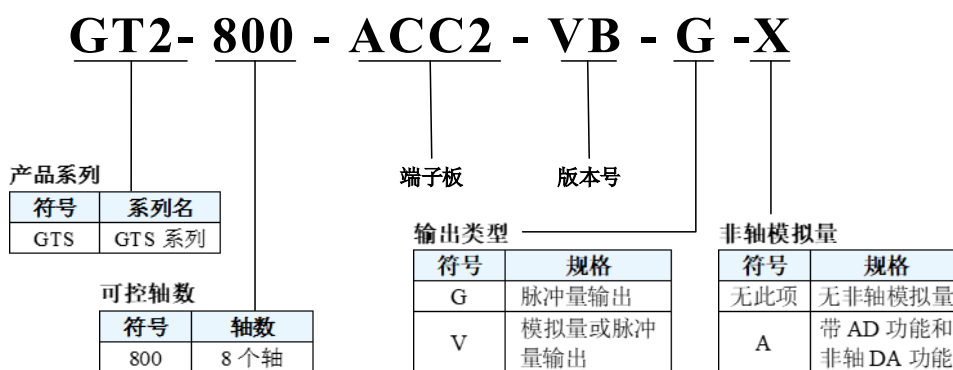 GT2- 800 - ACC2 - VB - G -X
端子板
版本号
产品系列
符号 系列名
GTS GTS 系列
可控轴数
符号 轴数
800 8 个轴
输出类型
符号 规格
G 脉冲量输出
V 模拟量或脉冲
量输出
非轴模拟量
符号 规格
无此项 无非轴模拟量
A 带 AD 功能和
非轴 DA 功能